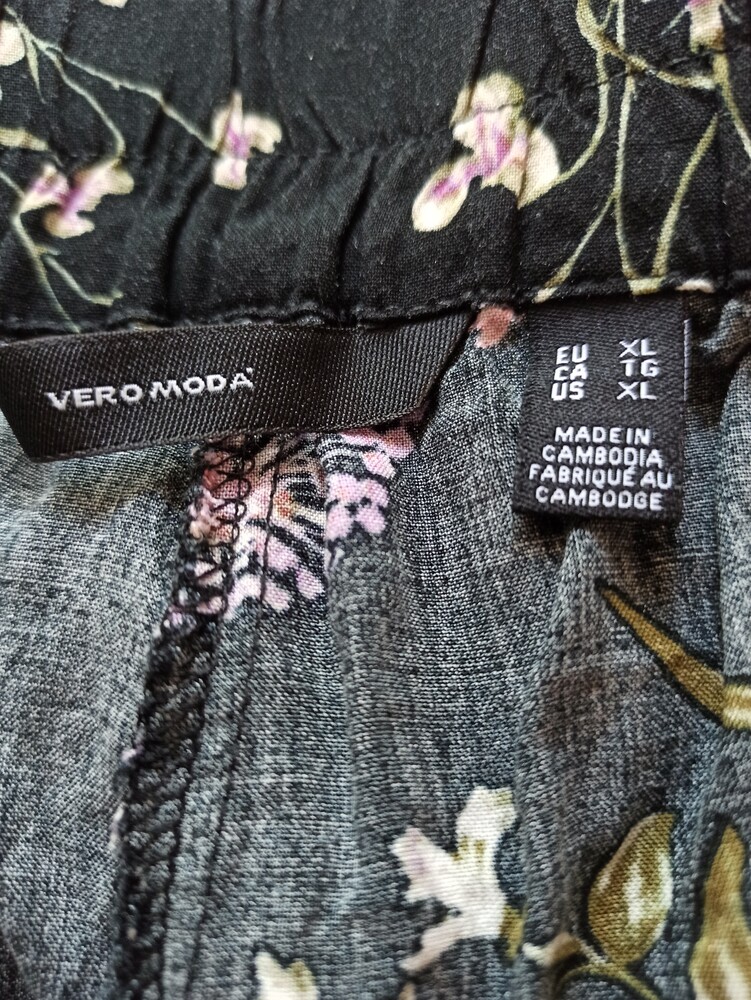 VERO MODA
EU XL
CA TG
US XL
MADE IN
CAMBODIA
FABRIQUÉ AU
CAMBODGE